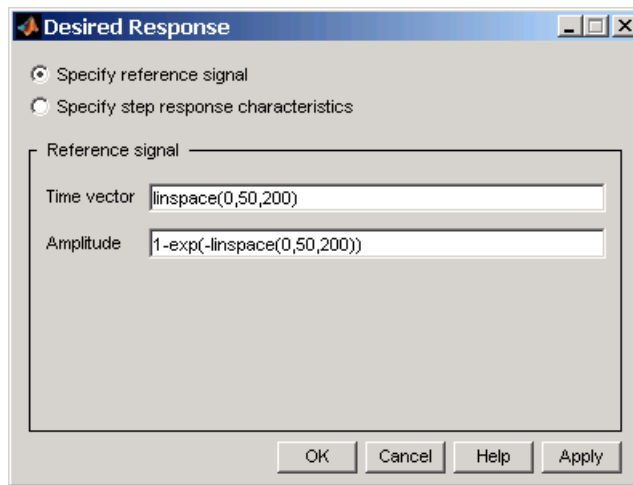 Desired Response
Specify reference signal
Specify step response characteristics
Reference signal
Time vector linspace(0,50,200)
Amplitude 1-exp(-linspace(0,50,200))
OK Cancel Help Apply